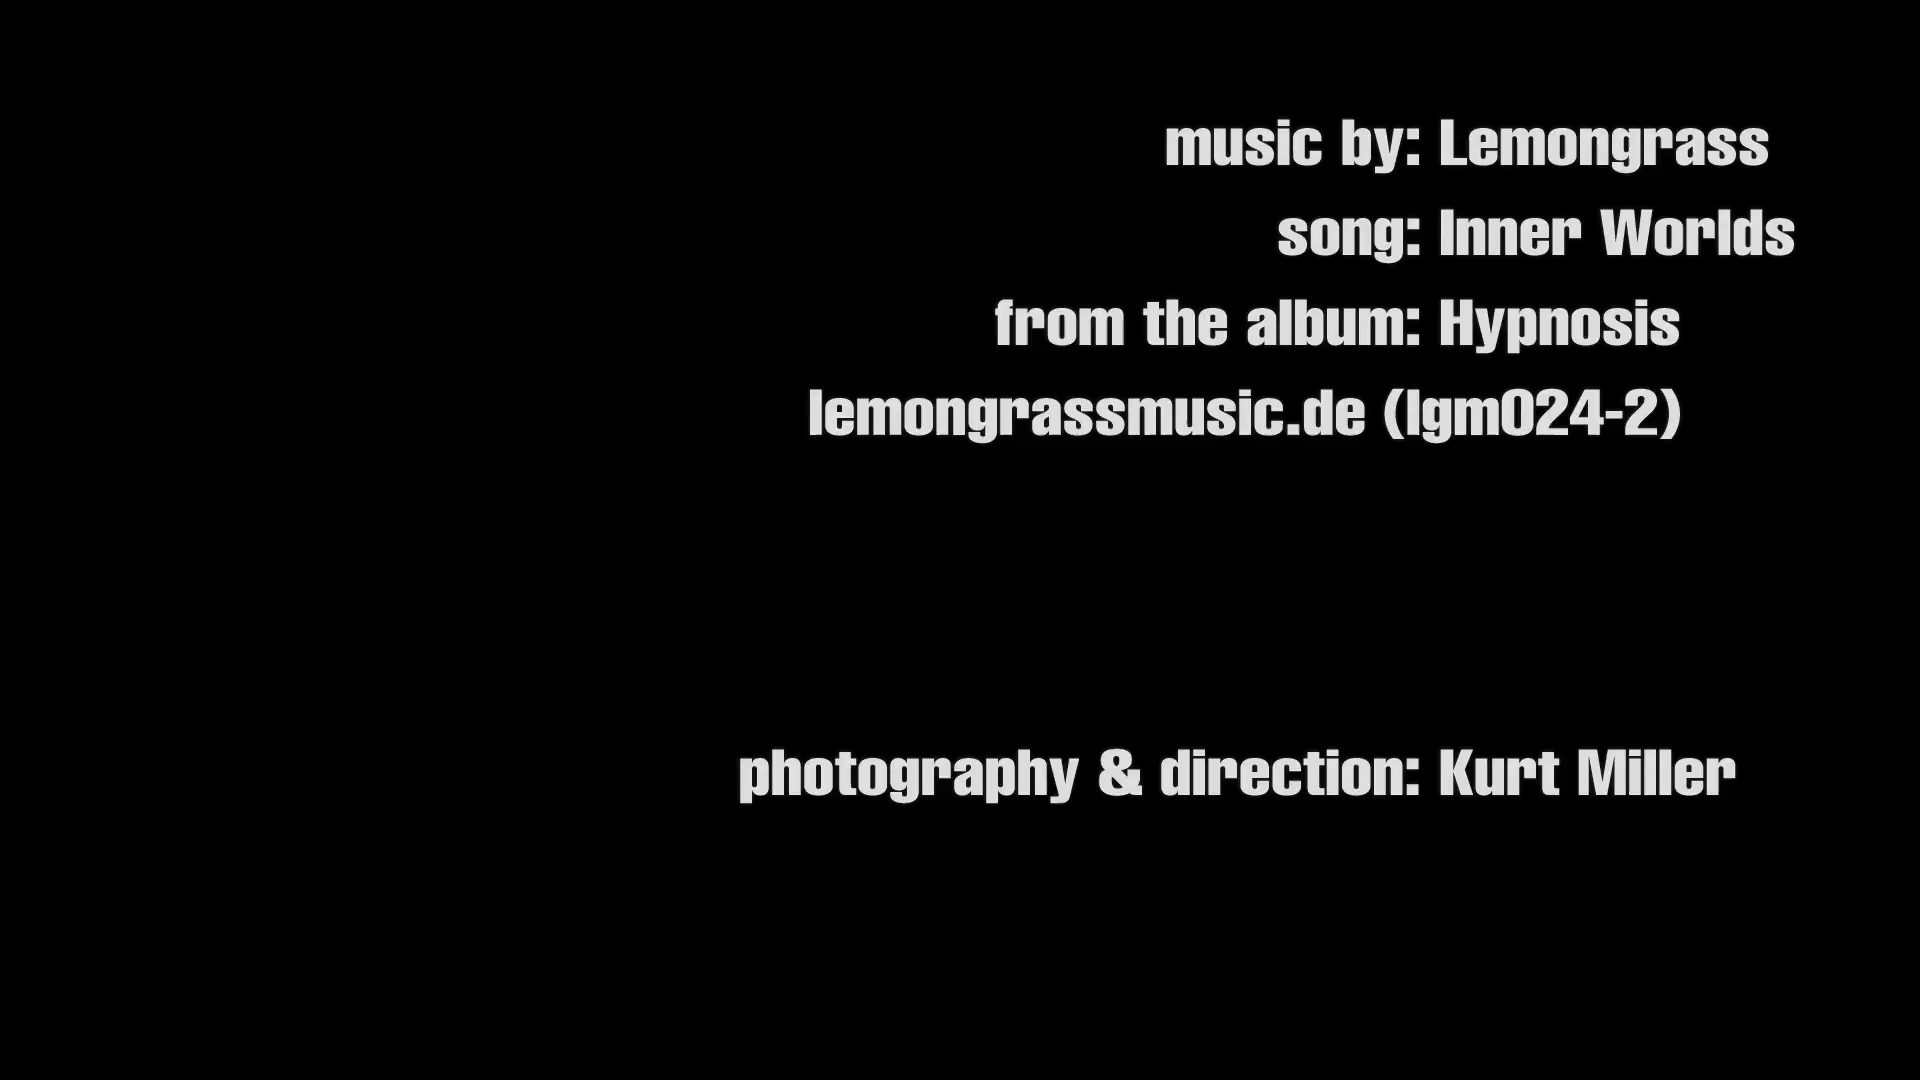 music by: Lemongrass
song: Inner Worlds
from the album: Hypnosis
lemongrassmusic.de (lgm024-2)
photography & direction: Kurt Miller